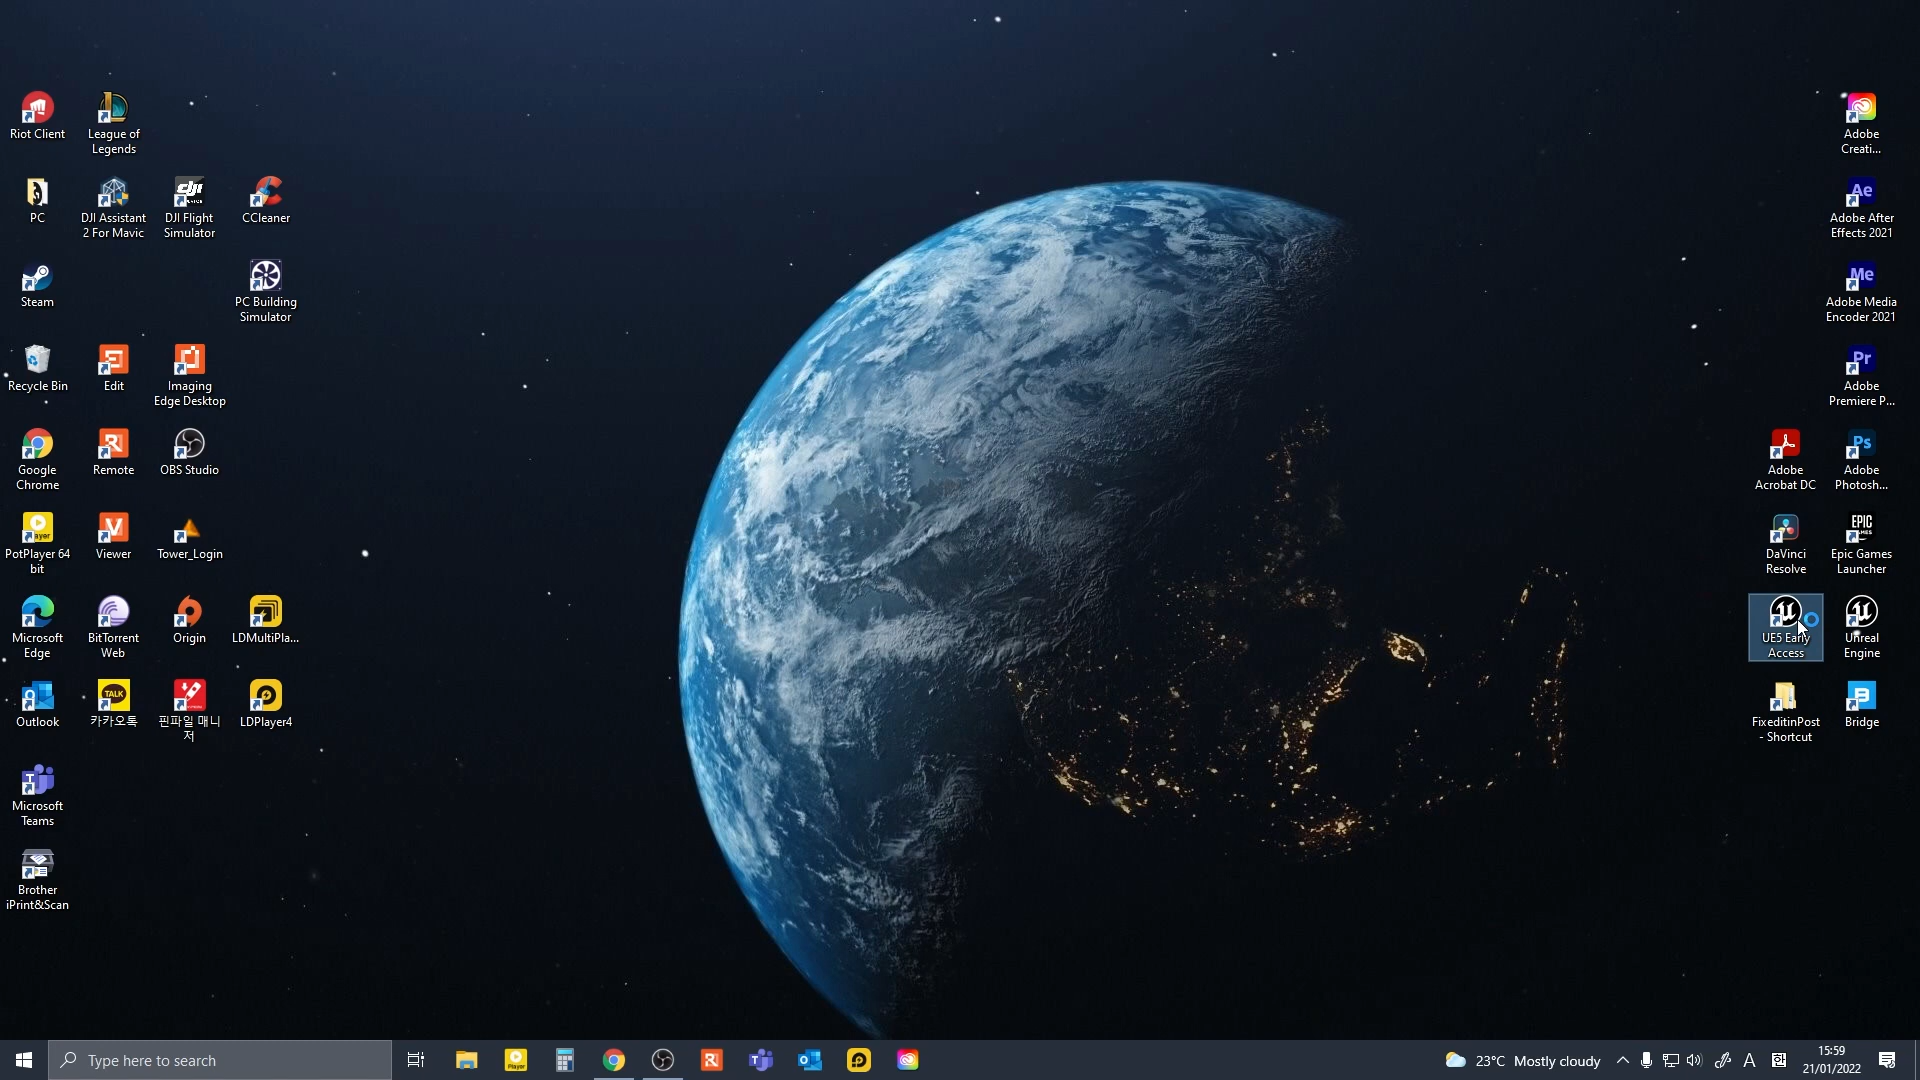 Riot Client
League of
Legends
PC
DJI Assistant
2 For Mavic
DJI Flight
Simulator
CCleaner
Steam
PC Building
Simulator
Recycle Bin
Edit
Imaging
Edge Desktop
Google
Chrome
Remote
OBS Studio
PotPlayer 64
bit
Viewer
Tower_Login
Microsoft
Edge
BitTorrent
Web
Origin
LDMultiPla...
Outlook
카카오톡
핀파일 매니
저
LDPlayer4
Microsoft
Teams
Brother
iPrint&Scan
Adobe
Creati...
Adobe After
Effects 2021
Adobe Media
Encoder 2021
Adobe
Premiere P...
Adobe
Acrobat DC
Adobe
Photosh...
DaVinci
Resolve
Epic Games
Launcher
UE5 Early
Access
Unreal
Engine
FixeditinPost
- Shortcut
Bridge
Type here to search
23°C Mostly cloudy
A
15:59
21/01/2022